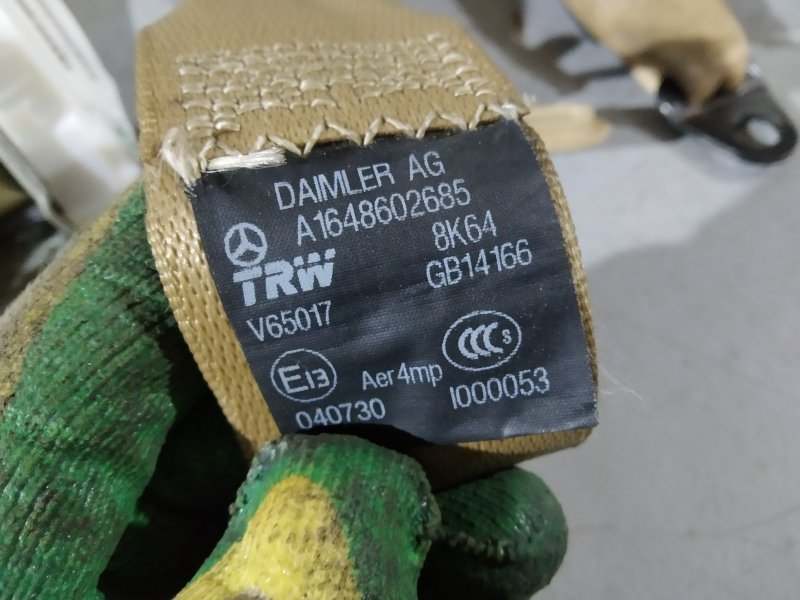 DAIMLER AG
A1648602685
8K64
TRW
GB14166
V65017
CCC S
E13
Aer4mp
I000053
040730